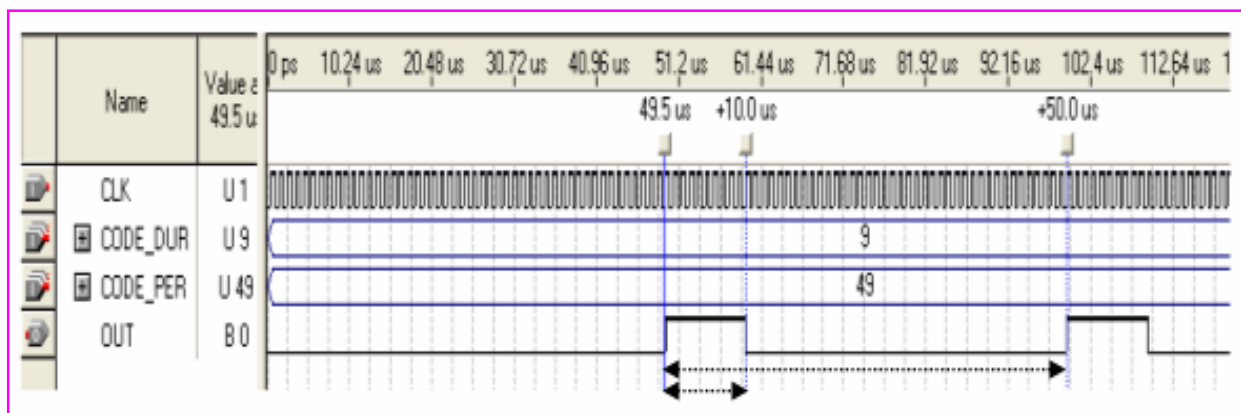 Name
Value a
49.5 u
0 ps 10.24 us 20.48 us 30.72 us 40.96 us 51.2 us 61.44 us 71.68 us 81.92 us 92.16 us 102.4 us 112.64 us 1
49.5 us +10.0 us +50.0 us
CLK U 1
CODE_DUR U 9 9
CODE_PER U 49 49
OUT B 0